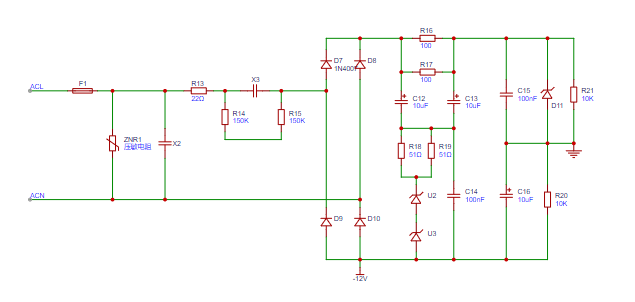 R16
100
D7
1N4007
D8
R17
100
ACL
F1
R13
22Ω
X3
C12
10uF
C13
10uF
C15
100nF
D11
R21
10K
R14
150K
R15
150K
ZNR1
压敏电阻
X2
R18
51Ω
R19
51Ω
ACN
U2
C14
100nF
C16
10uF
R20
10K
D9
D10
U3
-12V